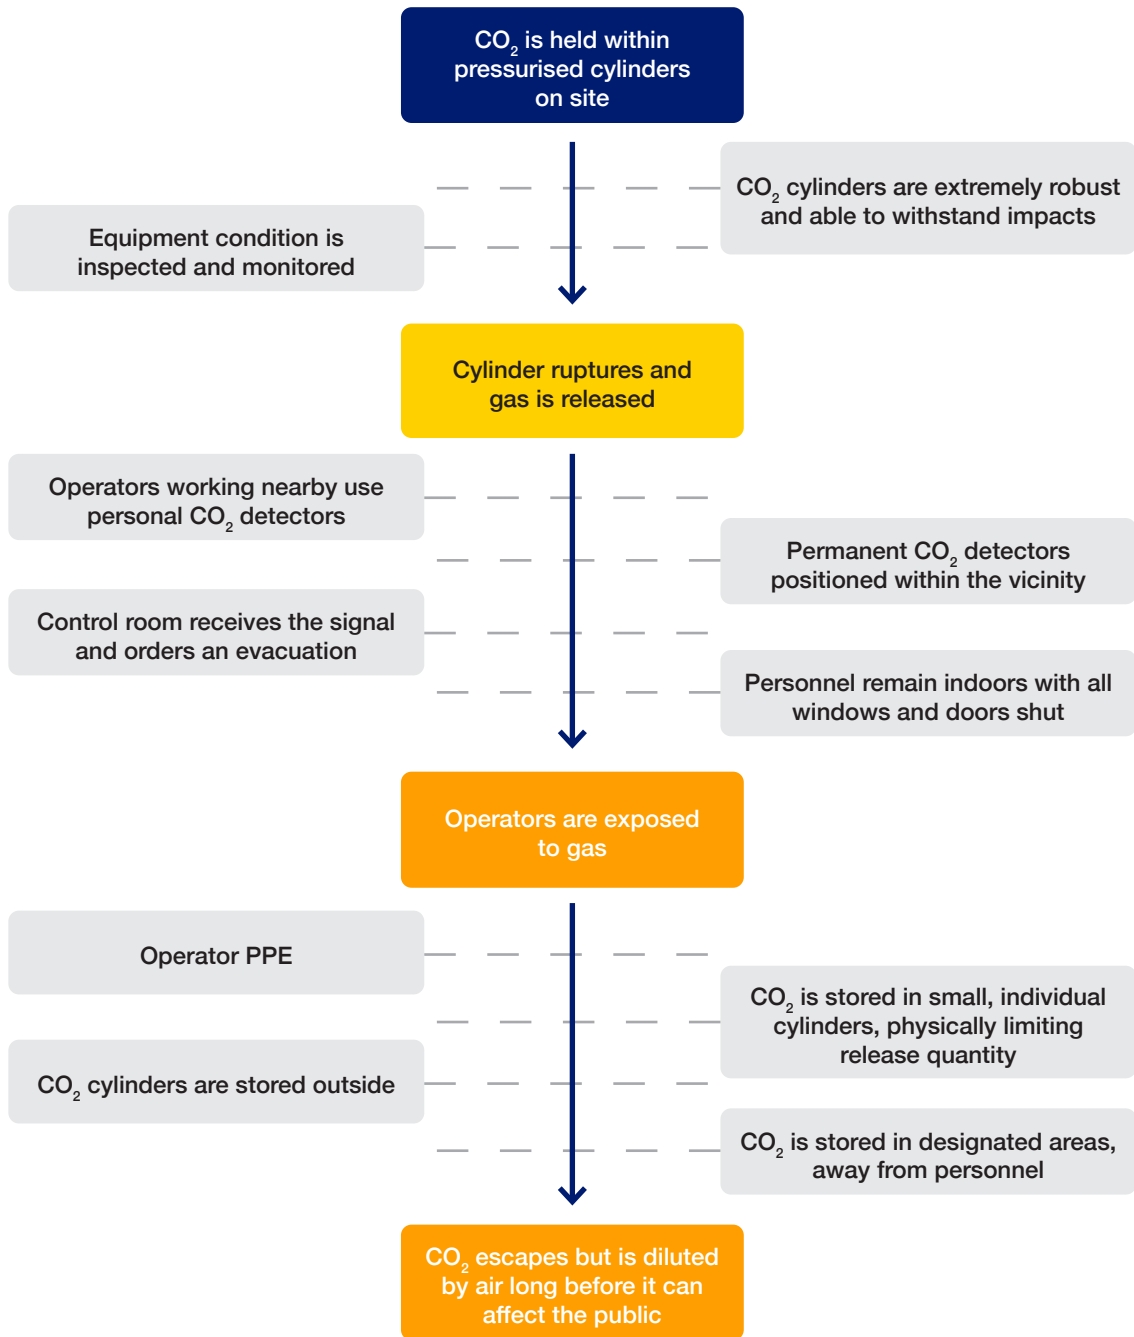 CO₂ is held within
pressurised cylinders
on site
CO₂ cylinders are extremely robust
and able to withstand impacts
Equipment condition is
inspected and monitored
Cylinder ruptures and
gas is released
Operators working nearby use
personal CO₂ detectors
Permanent CO₂ detectors
positioned within the vicinity
Control room receives the signal
and orders an evacuation
Personnel remain indoors with all
windows and doors shut
Operators are exposed
to gas
Operator PPE
CO₂ is stored in small, individual
cylinders, physically limiting
release quantity
CO₂ cylinders are stored outside
CO₂ is stored in designated areas,
away from personnel
CO₂ escapes but is diluted
by air long before it can
affect the public